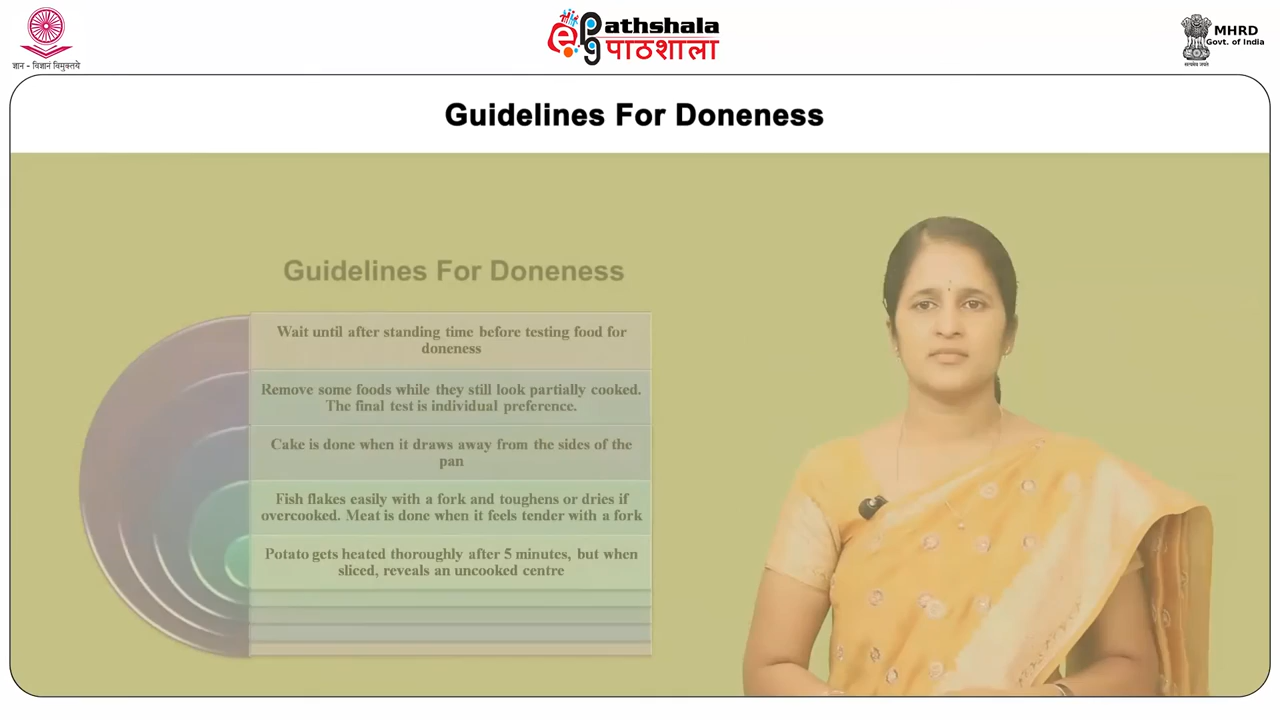 ज्ञान - विज्ञान विमुक्तये
epathshala
पाठशाला
MHRD
Govt. of India
सत्यमेव जयते
Guidelines For Doneness
Guidelines For Doneness
Wait until after standing time before testing food for
doneness
Remove some foods while they still look partially cooked.
The final test is individual preference.
Cake is done when it draws away from the sides of the
pan
Fish flakes easily with a fork and toughens or dries if
overcooked. Meat is done when it feels tender with a fork
Potato gets heated thoroughly after 5 minutes, but when
sliced, reveals an uncooked centre